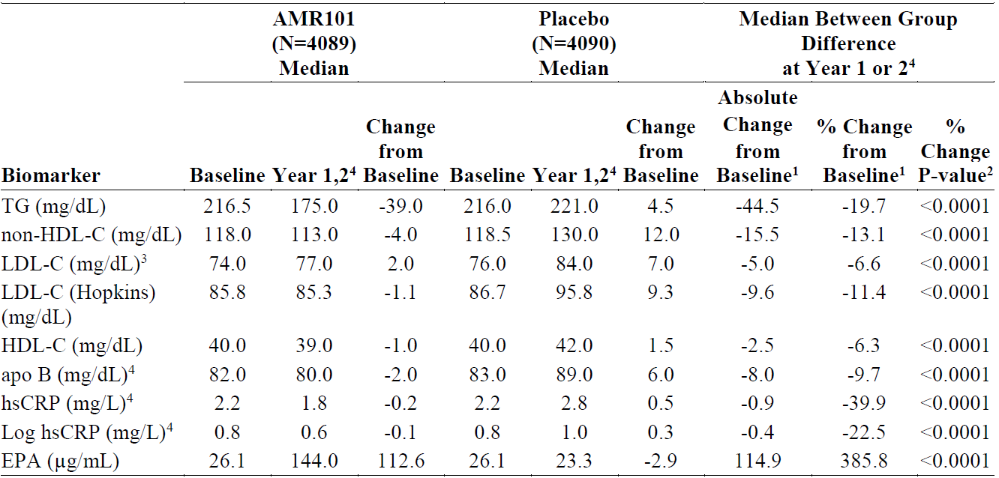 AMR101 (N=4089) Median Placebo (N=4090) Median Median Between Group Difference at Year 1 or 2⁴
Biomarker Baseline Year 1,2⁴ Change from Baseline Baseline Year 1,2⁴ Change from Baseline Absolute Change from Baseline¹ % Change from Baseline¹ % Change P-value²
TG (mg/dL) 216.5 175.0 -39.0 216.0 221.0 4.5 -44.5 -19.7 <0.0001
non-HDL-C (mg/dL) 118.0 113.0 -4.0 118.5 130.0 12.0 -15.5 -13.1 <0.0001
LDL-C (mg/dL)³ 74.0 77.0 2.0 76.0 84.0 7.0 -5.0 -6.6 <0.0001
LDL-C (Hopkins) 85.8 85.3 -1.1 86.7 95.8 9.3 -9.6 -11.4 <0.0001
(mg/dL)
HDL-C (mg/dL) 40.0 39.0 -1.0 40.0 42.0 1.5 -2.5 -6.3 <0.0001
apo B (mg/dL)⁴ 82.0 80.0 -2.0 83.0 89.0 6.0 -8.0 -9.7 <0.0001
hsCRP (mg/L)⁴ 2.2 1.8 -0.2 2.2 2.8 0.5 -0.9 -39.9 <0.0001
Log hsCRP (mg/L)⁴ 0.8 0.6 -0.1 0.8 1.0 0.3 -0.4 -22.5 <0.0001
EPA (µg/mL) 26.1 144.0 112.6 26.1 23.3 -2.9 114.9 385.8 <0.0001